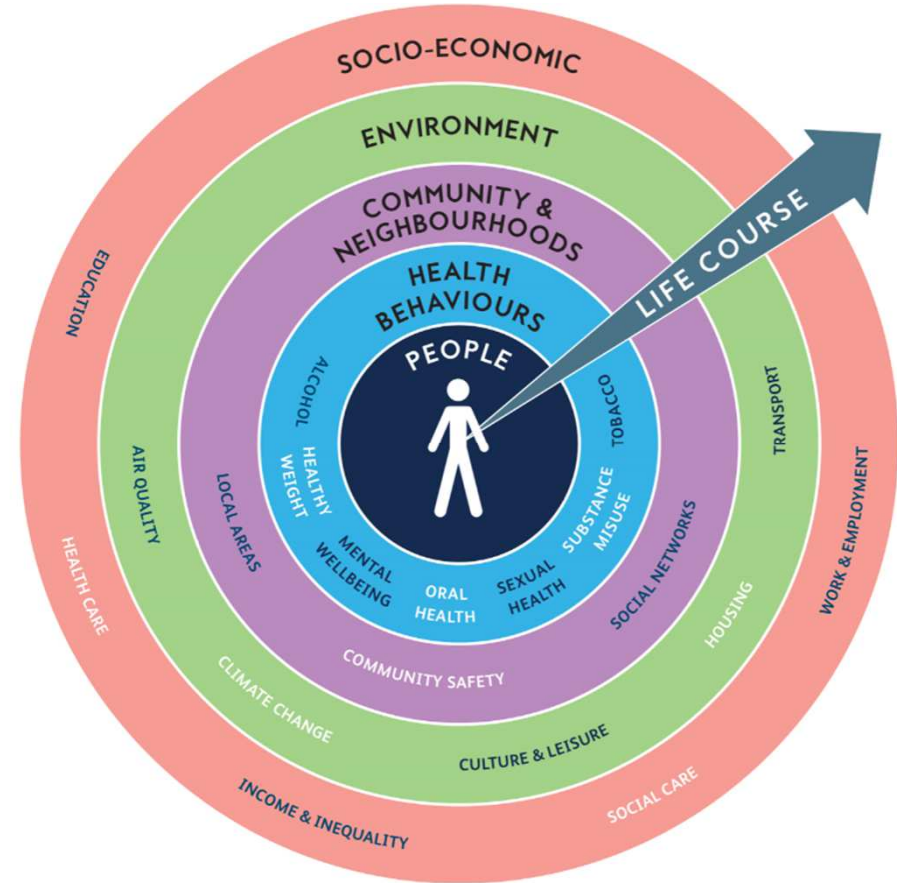 SOCIO-ECONOMIC
ENVIRONMENT
COMMUNITY &
NEIGHBOURHOODS
HEALTH
BEHAVIOURS
PEOPLE
LIFE COURSE
ALCOHOL
HEALTHY
WEIGHT
MENTAL
WELLBEING
ORAL
HEALTH
SEXUAL
HEALTH
SUBSTANCE
MISUSE
TOBACCO
LOCAL AREAS
COMMUNITY SAFETY
SOCIAL NETWORKS
AIR QUALITY
CLIMATE CHANGE
CULTURE & LEISURE
HOUSING
TRANSPORT
EDUCATION
HEALTH CARE
INCOME & INEQUALITY
SOCIAL CARE
WORK & EMPLOYMENT